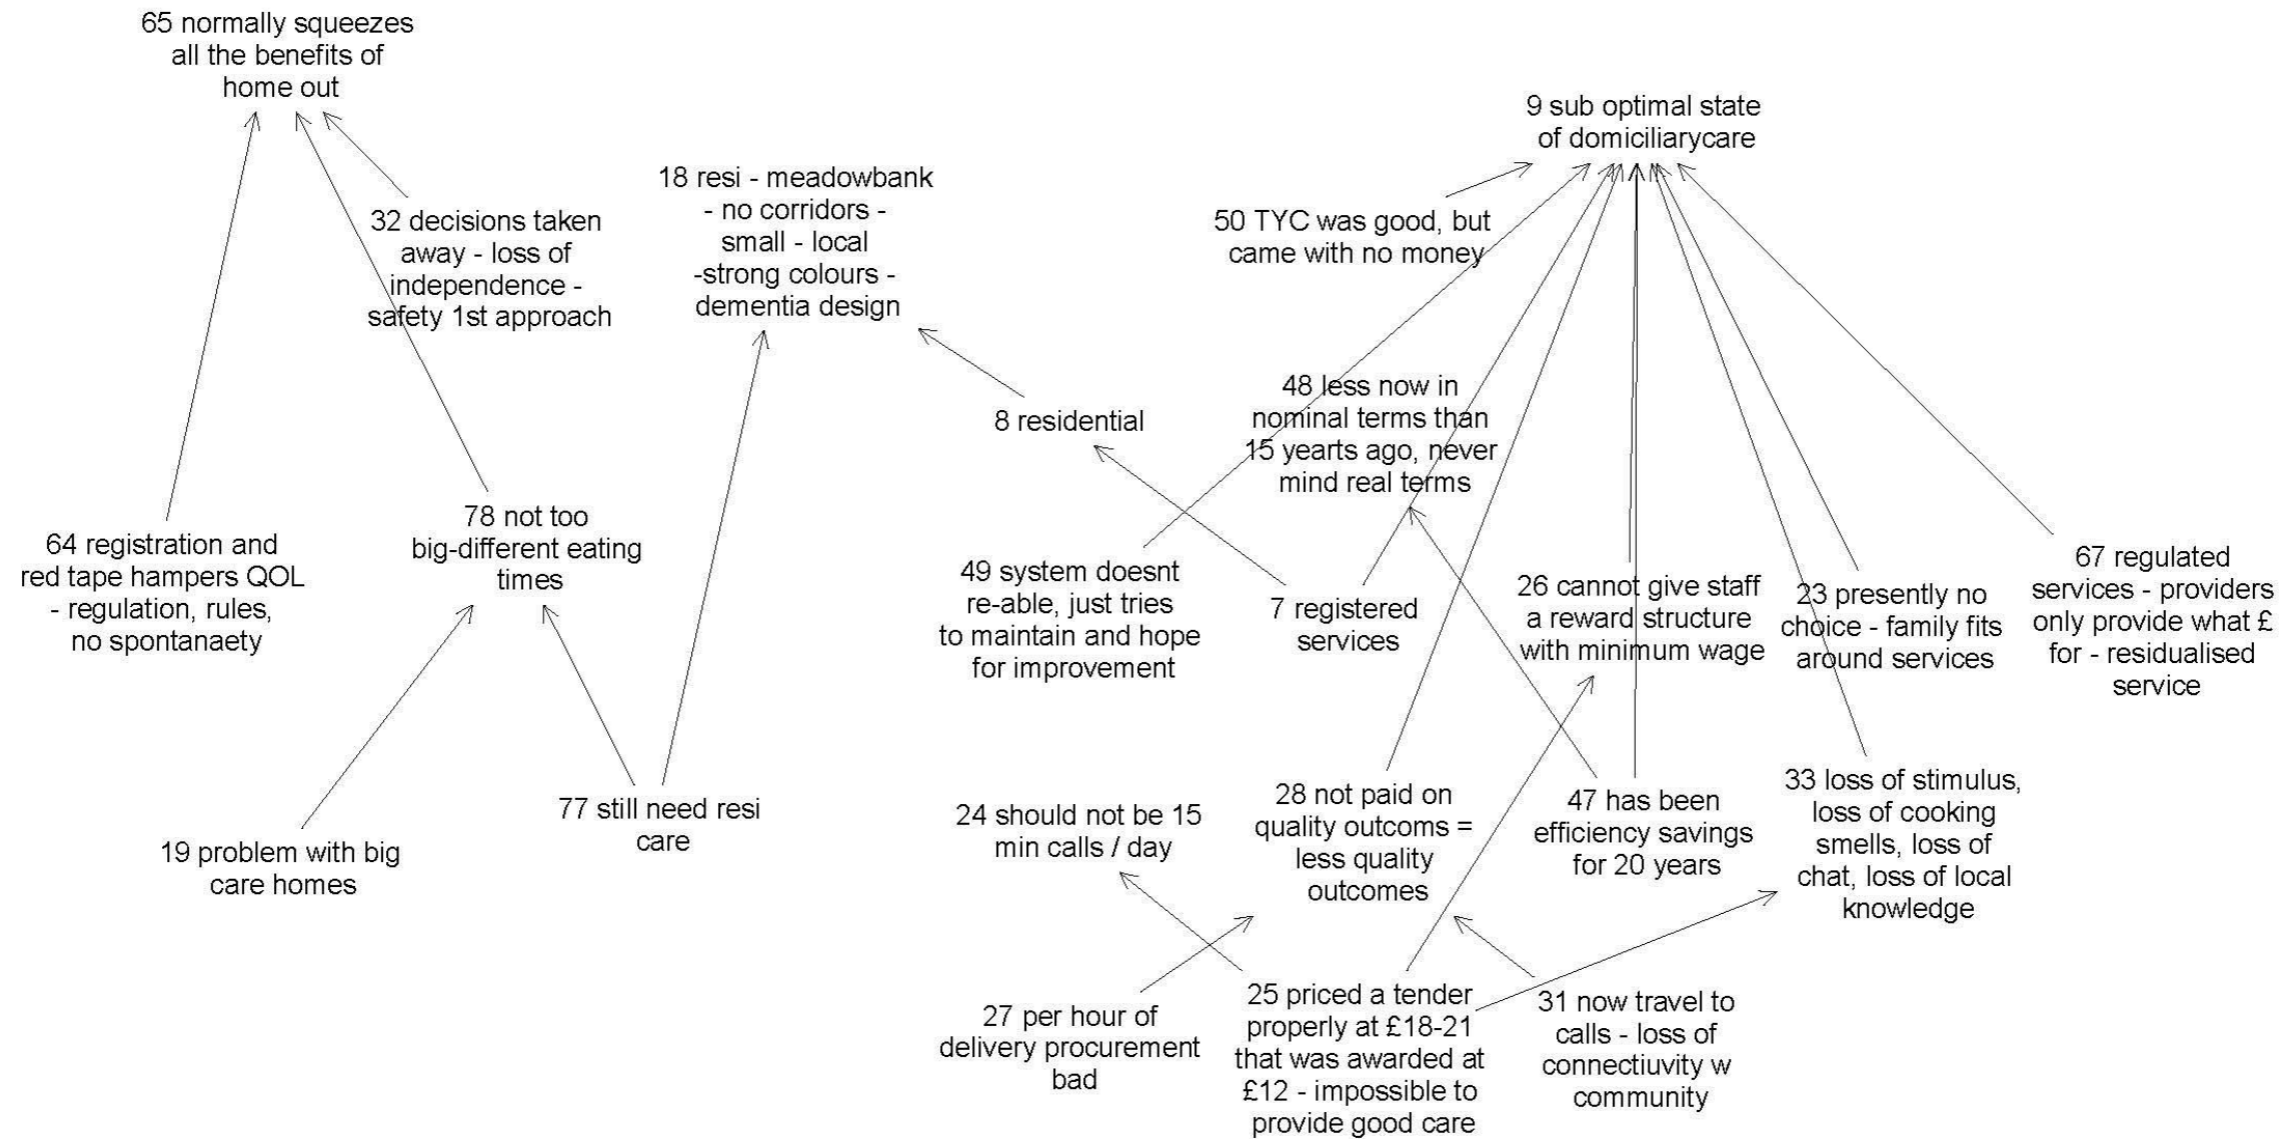 65 normally squeezes
all the benefits of
home out
9 sub optimal state
of domiciliarycare
18 resi - meadowbank
- no corridors -
small - local
-strong colours -
dementia design
32 decisions taken
away - loss of
independence -
safety 1st approach
50 TYC was good, but
came with no money
48 less now in
nominal terms than
15 yearts ago, never
mind real terms
8 residential
78 not too
big-different eating
times
64 registration and
red tape hampers QOL
- regulation, rules,
no spontanaety
49 system doesnt
re-able, just tries
to maintain and hope
for improvement
7 registered
services
26 cannot give staff
a reward structure
with minimum wage
23 presently no
choice - family fits
around services
67 regulated
services - providers
only provide what £
for - residualised
service
19 problem with big
care homes
77 still need resi
care
24 should not be 15
min calls / day
28 not paid on
quality outcoms =
less quality
outcomes
47 has been
efficiency savings
for 20 years
33 loss of stimulus,
loss of cooking
smells, loss of
chat, loss of local
knowledge
27 per hour of
delivery procurement
bad
25 priced a tender
properly at £18-21
that was awarded at
£12 - impossible to
provide good care
31 now travel to
calls - loss of
connectiuvity w
community